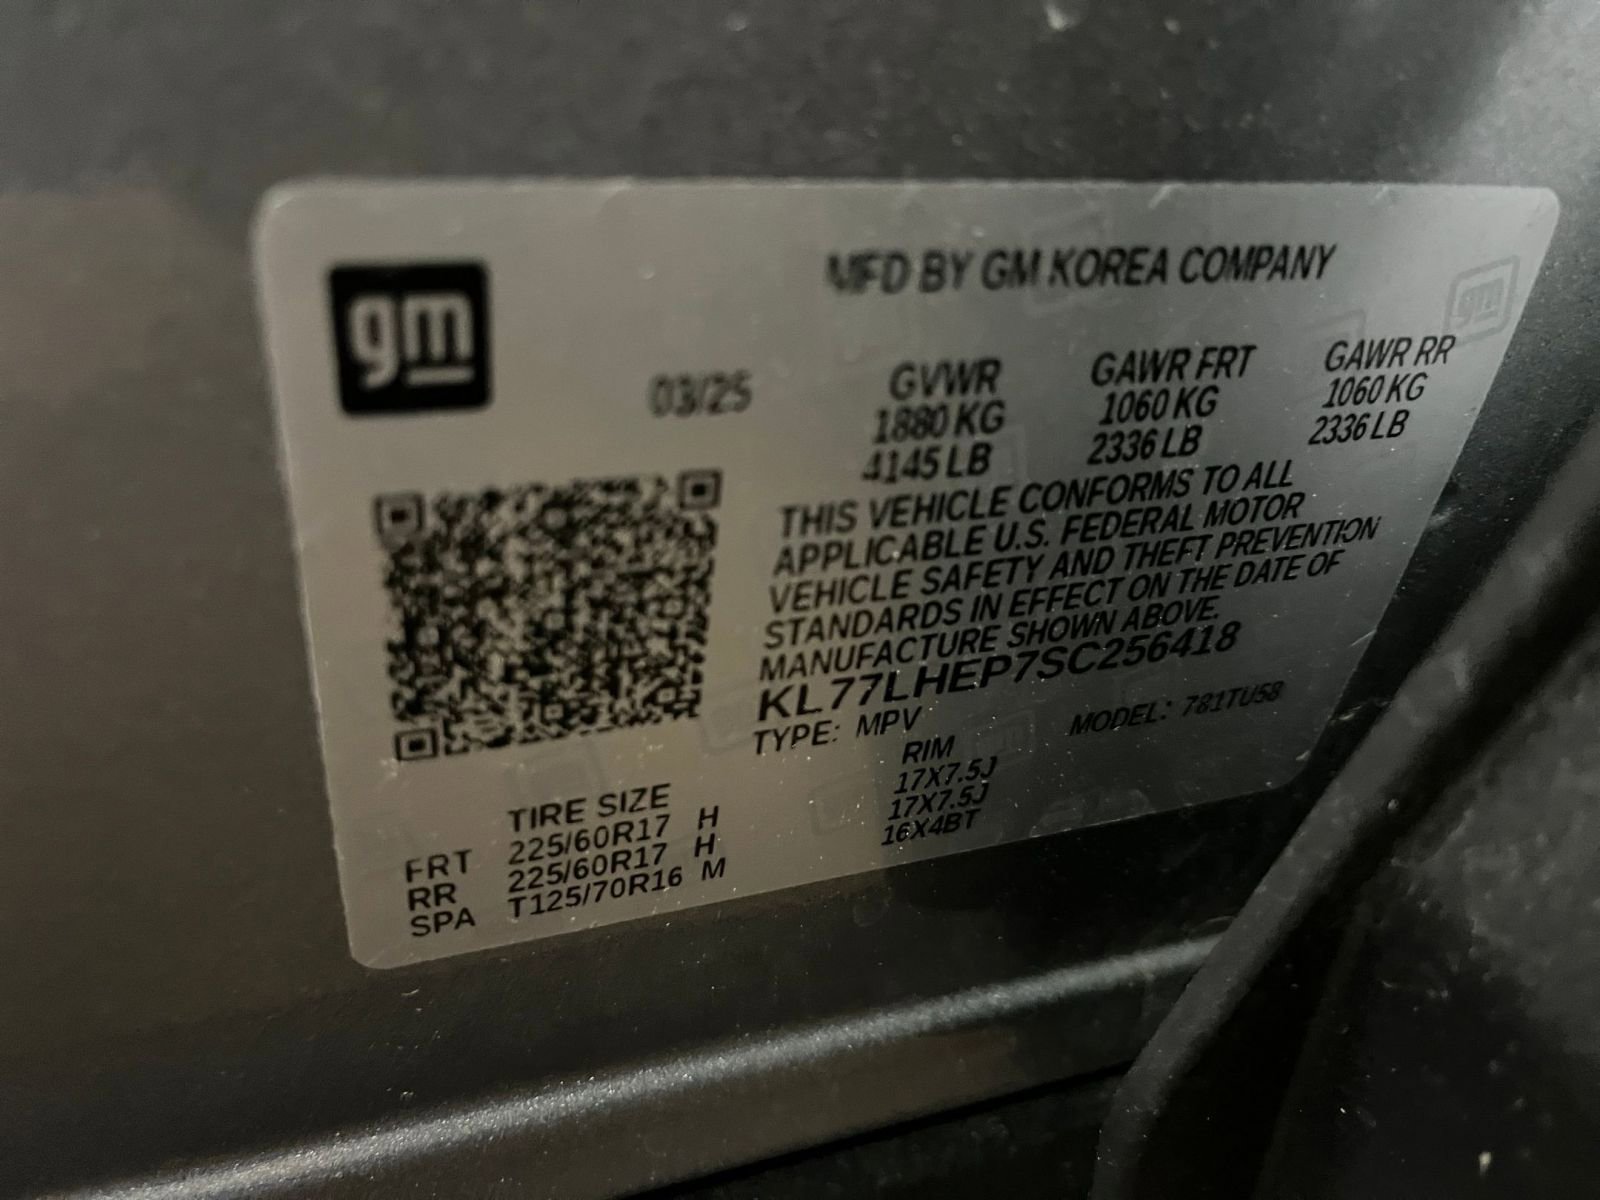 gm
MFD BY GM KOREA COMPANY
03/25
GVWR GAWR FRT GAWR RR
1880 KG 1060 KG 1060 KG
4145 LB 2336 LB 2336 LB
THIS VEHICLE CONFORMS TO ALL
APPLICABLE U.S. FEDERAL MOTOR
VEHICLE SAFETY AND THEFT PREVENTION
STANDARDS IN EFFECT ON THE DATE OF
MANUFACTURE SHOWN ABOVE.
KL77LHEP7SC256418
TYPE: MPV MODEL: 781TU58
TIRE SIZE RIM
FRT 225/60R17 H 17X7.5J
RR 225/60R17 H 17X7.5J
SPA T125/70R16 M 16X4BT
gm